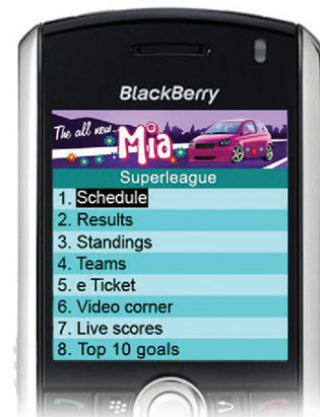 BlackBerry
The all new
Mia
Superleague
1. Schedule
2. Results
3. Standings
4. Teams
5. e Ticket
6. Video corner
7. Live scores
8. Top 10 goals